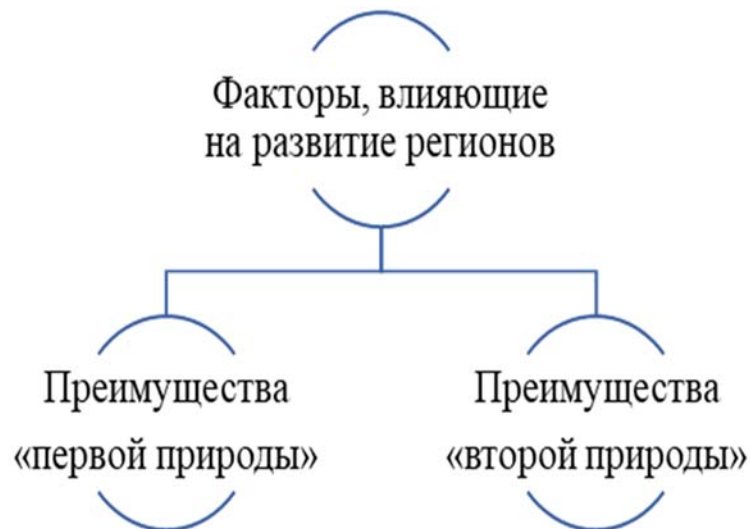 Факторы, влияющие
на развитие регионов
Преимущества
«первой природы»
Преимущества
«второй природы»